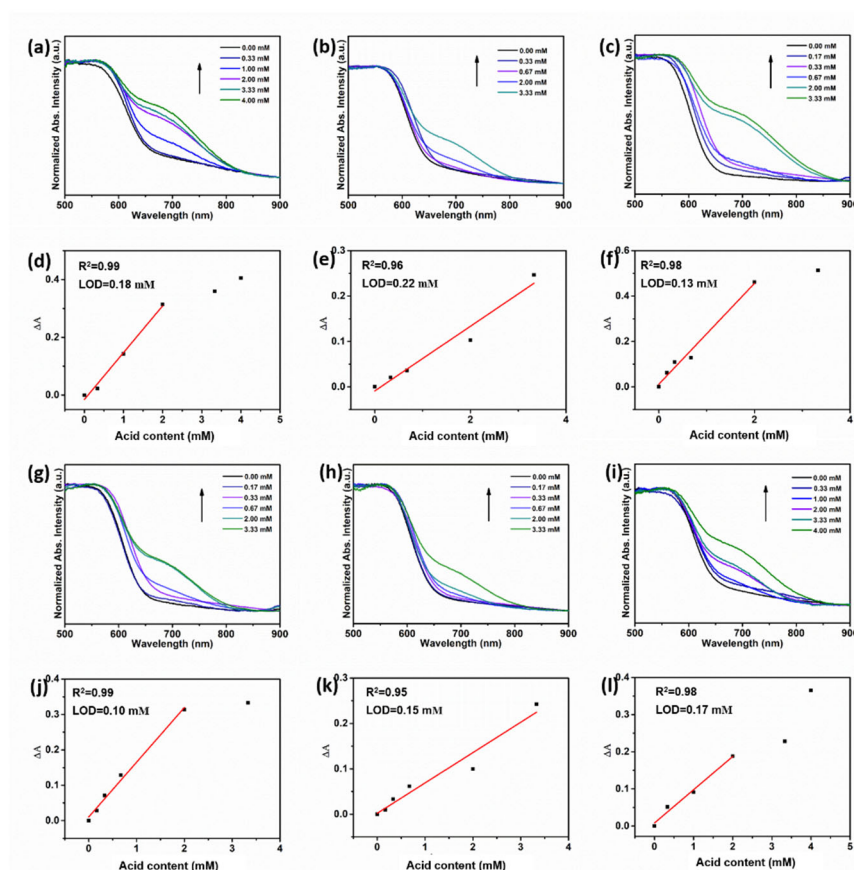 (a)
0.00 mM
0.33 mM
1.00 mM
2.00 mM
3.33 mM
4.00 mM
Normalized Abs. Intensity (a.u.)
500 600 700 800 900
Wavelength (nm)
(b)
0.00 mM
0.33 mM
0.67 mM
2.00 mM
3.33 mM
Normalized Abs. Intensity (a.u.)
500 600 700 800 900
Wavelength (nm)
(c)
0.00 mM
0.17 mM
0.33 mM
0.67 mM
2.00 mM
3.33 mM
Normalized Abs. Intensity (a.u.)
500 600 700 800 900
Wavelength (nm)
(d)
R²=0.99
LOD=0.18 mM
ΔA
0.4
0.2
0.0
0 1 2 3 4 5
Acid content (mM)
(e)
R²=0.96
LOD=0.22 mM
ΔA
0.3
0.2
0.1
0.0
0 2 4
Acid content (mM)
(f)
R²=0.98
LOD=0.13 mM
ΔA
0.6
0.4
0.2
0.0
0 2 4
Acid content (mM)
(g)
0.00 mM
0.17 mM
0.33 mM
0.67 mM
2.00 mM
3.33 mM
Normalized Abs. Intensity (a.u.)
500 600 700 800 900
Wavelength (nm)
(h)
0.00 mM
0.17 mM
0.33 mM
0.67 mM
2.00 mM
3.33 mM
Normalized Abs. Intensity (a.u.)
500 600 700 800 900
Wavelength (nm)
(i)
0.00 mM
0.33 mM
1.00 mM
2.00 mM
3.33 mM
4.00 mM
Normalized Abs. Intensity (a.u.)
500 600 700 800 900
Wavelength (nm)
(j)
R²=0.99
LOD=0.10 mM
ΔA
0.4
0.3
0.2
0.1
0.0
0 1 2 3 4
Acid content (mM)
(k)
R²=0.95
LOD=0.15 mM
ΔA
0.3
0.2
0.1
0.0
0 1 2 3 4
Acid content (mM)
(l)
R²=0.98
LOD=0.17 mM
ΔA
0.4
0.3
0.2
0.1
0.0
0 1 2 3 4 5
Acid content (mM)